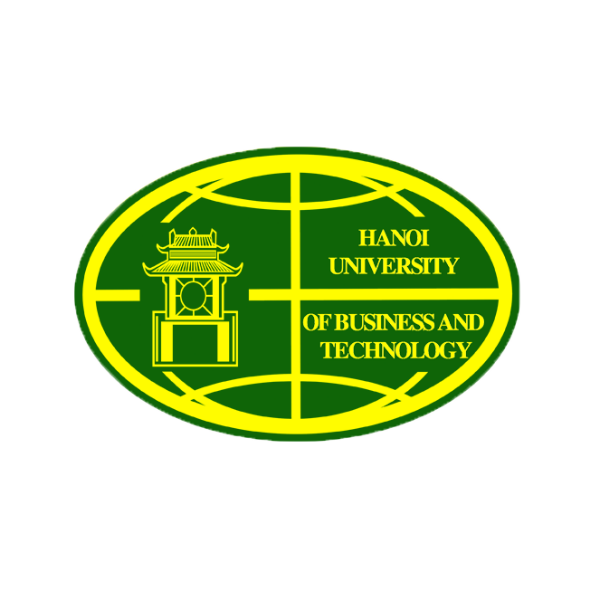 HANOI
UNIVERSITY
OF BUSINESS AND
TECHNOLOGY